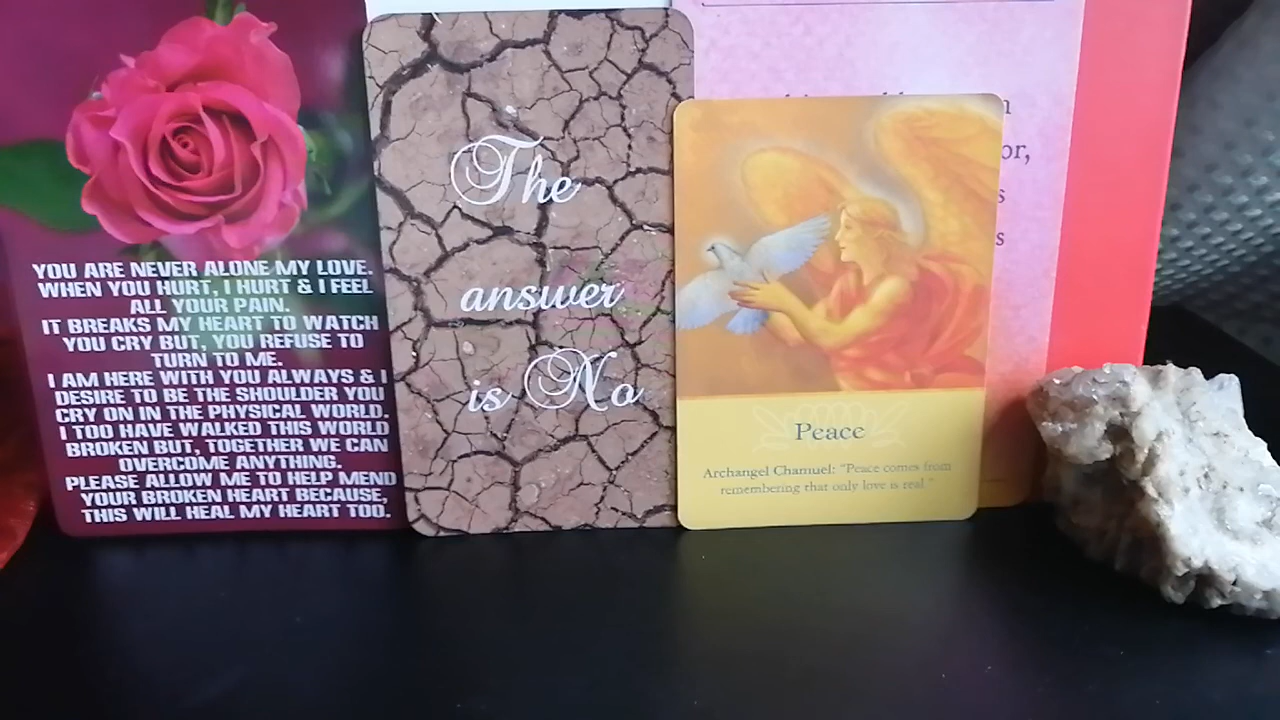 YOU ARE NEVER ALONE MY LOVE.
WHEN YOU HURT, I HURT & I FEEL
ALL YOUR PAIN.
IT BREAKS MY HEART TO WATCH
YOU CRY BUT, YOU REFUSE TO
TURN TO ME.
I AM HERE WITH YOU ALWAYS & I
DESIRE TO BE THE SHOULDER YOU
CRY ON IN THE PHYSICAL WORLD.
I TOO HAVE WALKED THIS WORLD
BROKEN BUT, TOGETHER WE CAN
OVERCOME ANYTHING.
PLEASE ALLOW ME TO HELP MEND
YOUR BROKEN HEART BECAUSE,
THIS WILL HEAL MY HEART TOO.
The
answer
is No
Peace
Archangel Chamuel: "Peace comes from
remembering that only love is real."